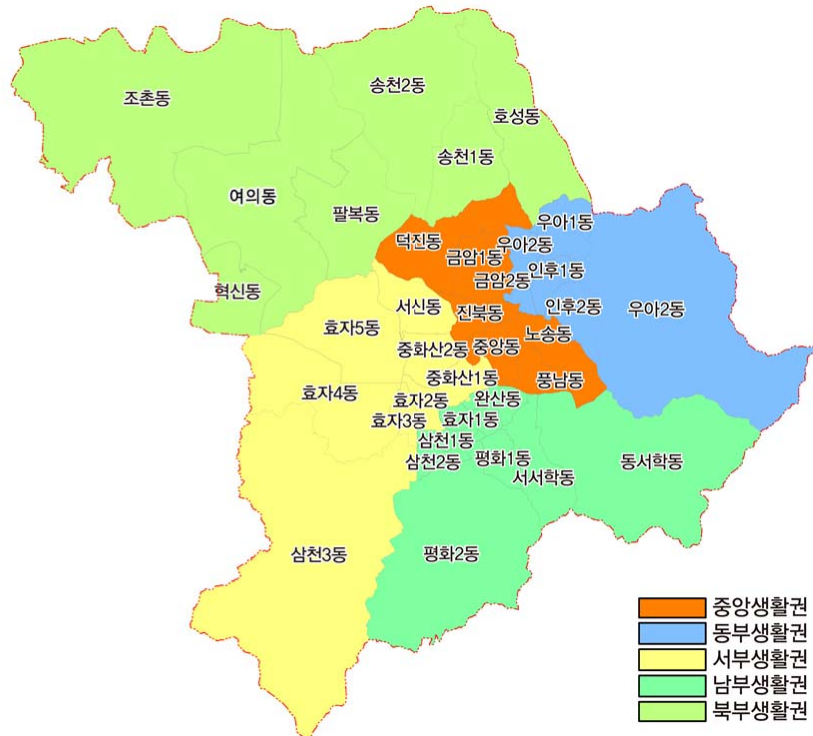 조촌동
송천2동
호성동
송천1동
여의동
팔복동
우아1동
덕진동
우아2동
금암1동
인후1동
금암2동
혁신동
서신동
진북동
인후2동
우아2동
효자5동
노송동
중화산2동
중앙동
중화산1동
풍남동
효자4동
효자2동
완산동
효자3동
효자1동
삼천1동
삼천2동
평화1동
서서학동
동서학동
삼천3동
평화2동
중앙생활권
동부생활권
서부생활권
남부생활권
북부생활권